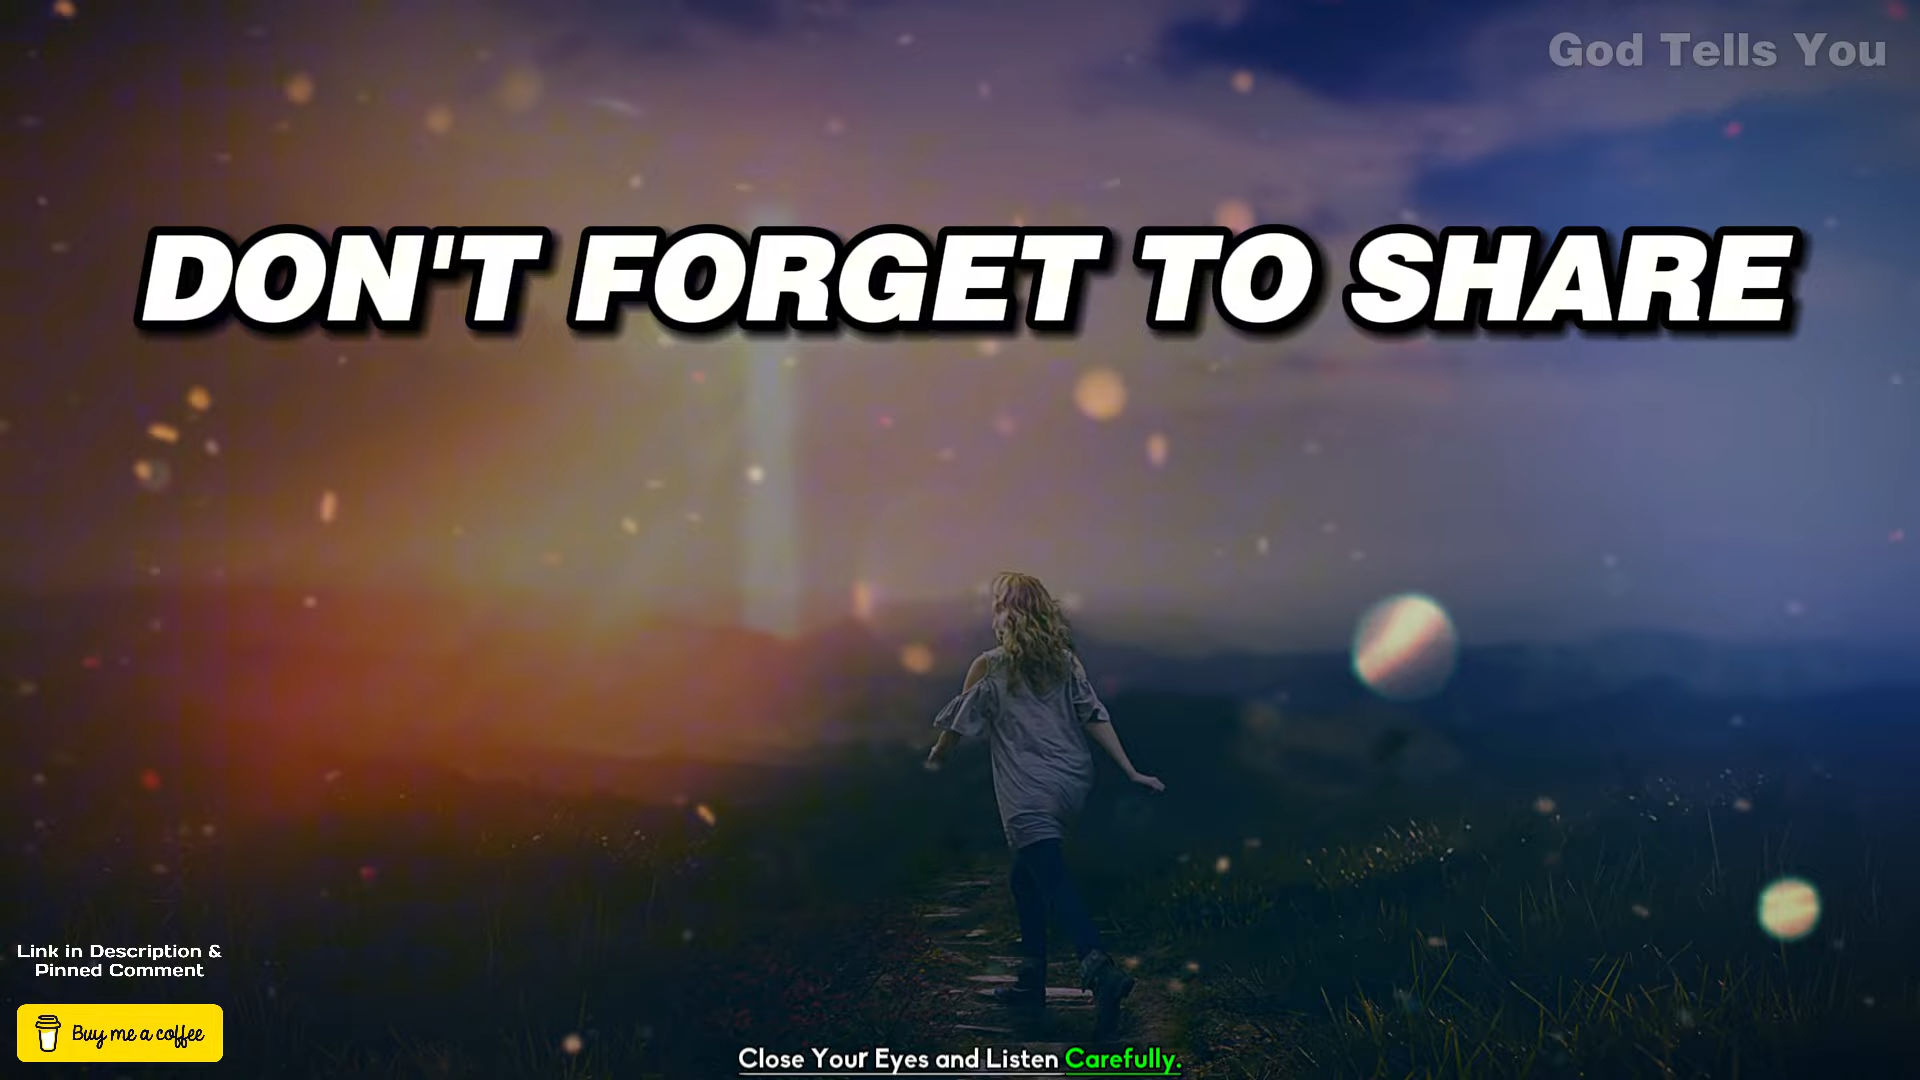 God Tells You
DON'T FORGET TO SHARE
Link in Description &
Pinned Comment
Buy me a coffee
Close Your Eyes and Listen Carefully.